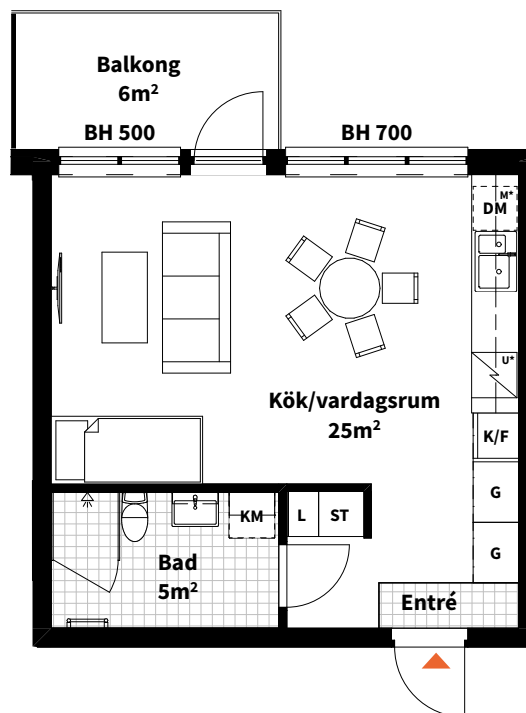 Balkong
6m²
BH 500
BH 700
M*
DM
U*
Kök/vardagsrum
25m²
K/F
G
KM
L
ST
G
Bad
5m²
Entré